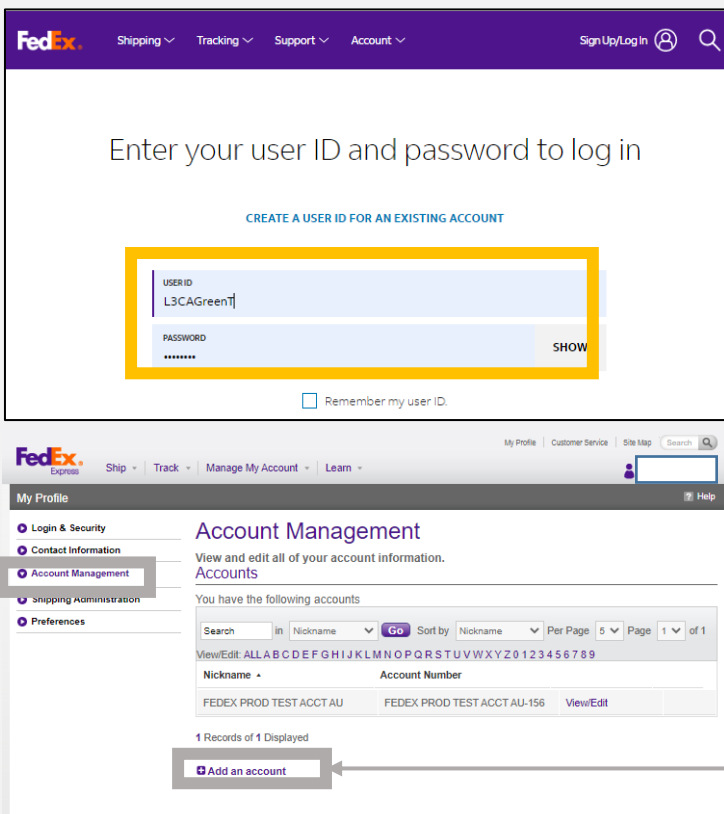 FedEx. Shipping Tracking Support Account Sign Up/Log In
Enter your user ID and password to log in
CREATE A USER ID FOR AN EXISTING ACCOUNT
USER ID
L3CAGreenT
PASSWORD
•••••••• SHOW
Remember my user ID.
My Profile Customer Service Site Map Search
FedEx. Express Ship Track Manage My Account Learn
My Profile Help
Login & Security
Contact Information
Account Management
Shipping Administration
Preferences
Account Management
View and edit all of your account information.
Accounts
You have the following accounts
Search in Nickname Go Sort by Nickname Per Page 5 Page 1 of 1
View/Edit: ALL A B C D E F G H I J K L M N O P Q R S T U V W X Y Z 0 1 2 3 4 5 6 7 8 9
Nickname Account Number
FEDEX PROD TEST ACCT AU FEDEX PROD TEST ACCT AU-156 View/Edit
1 Records of 1 Displayed
Add an account